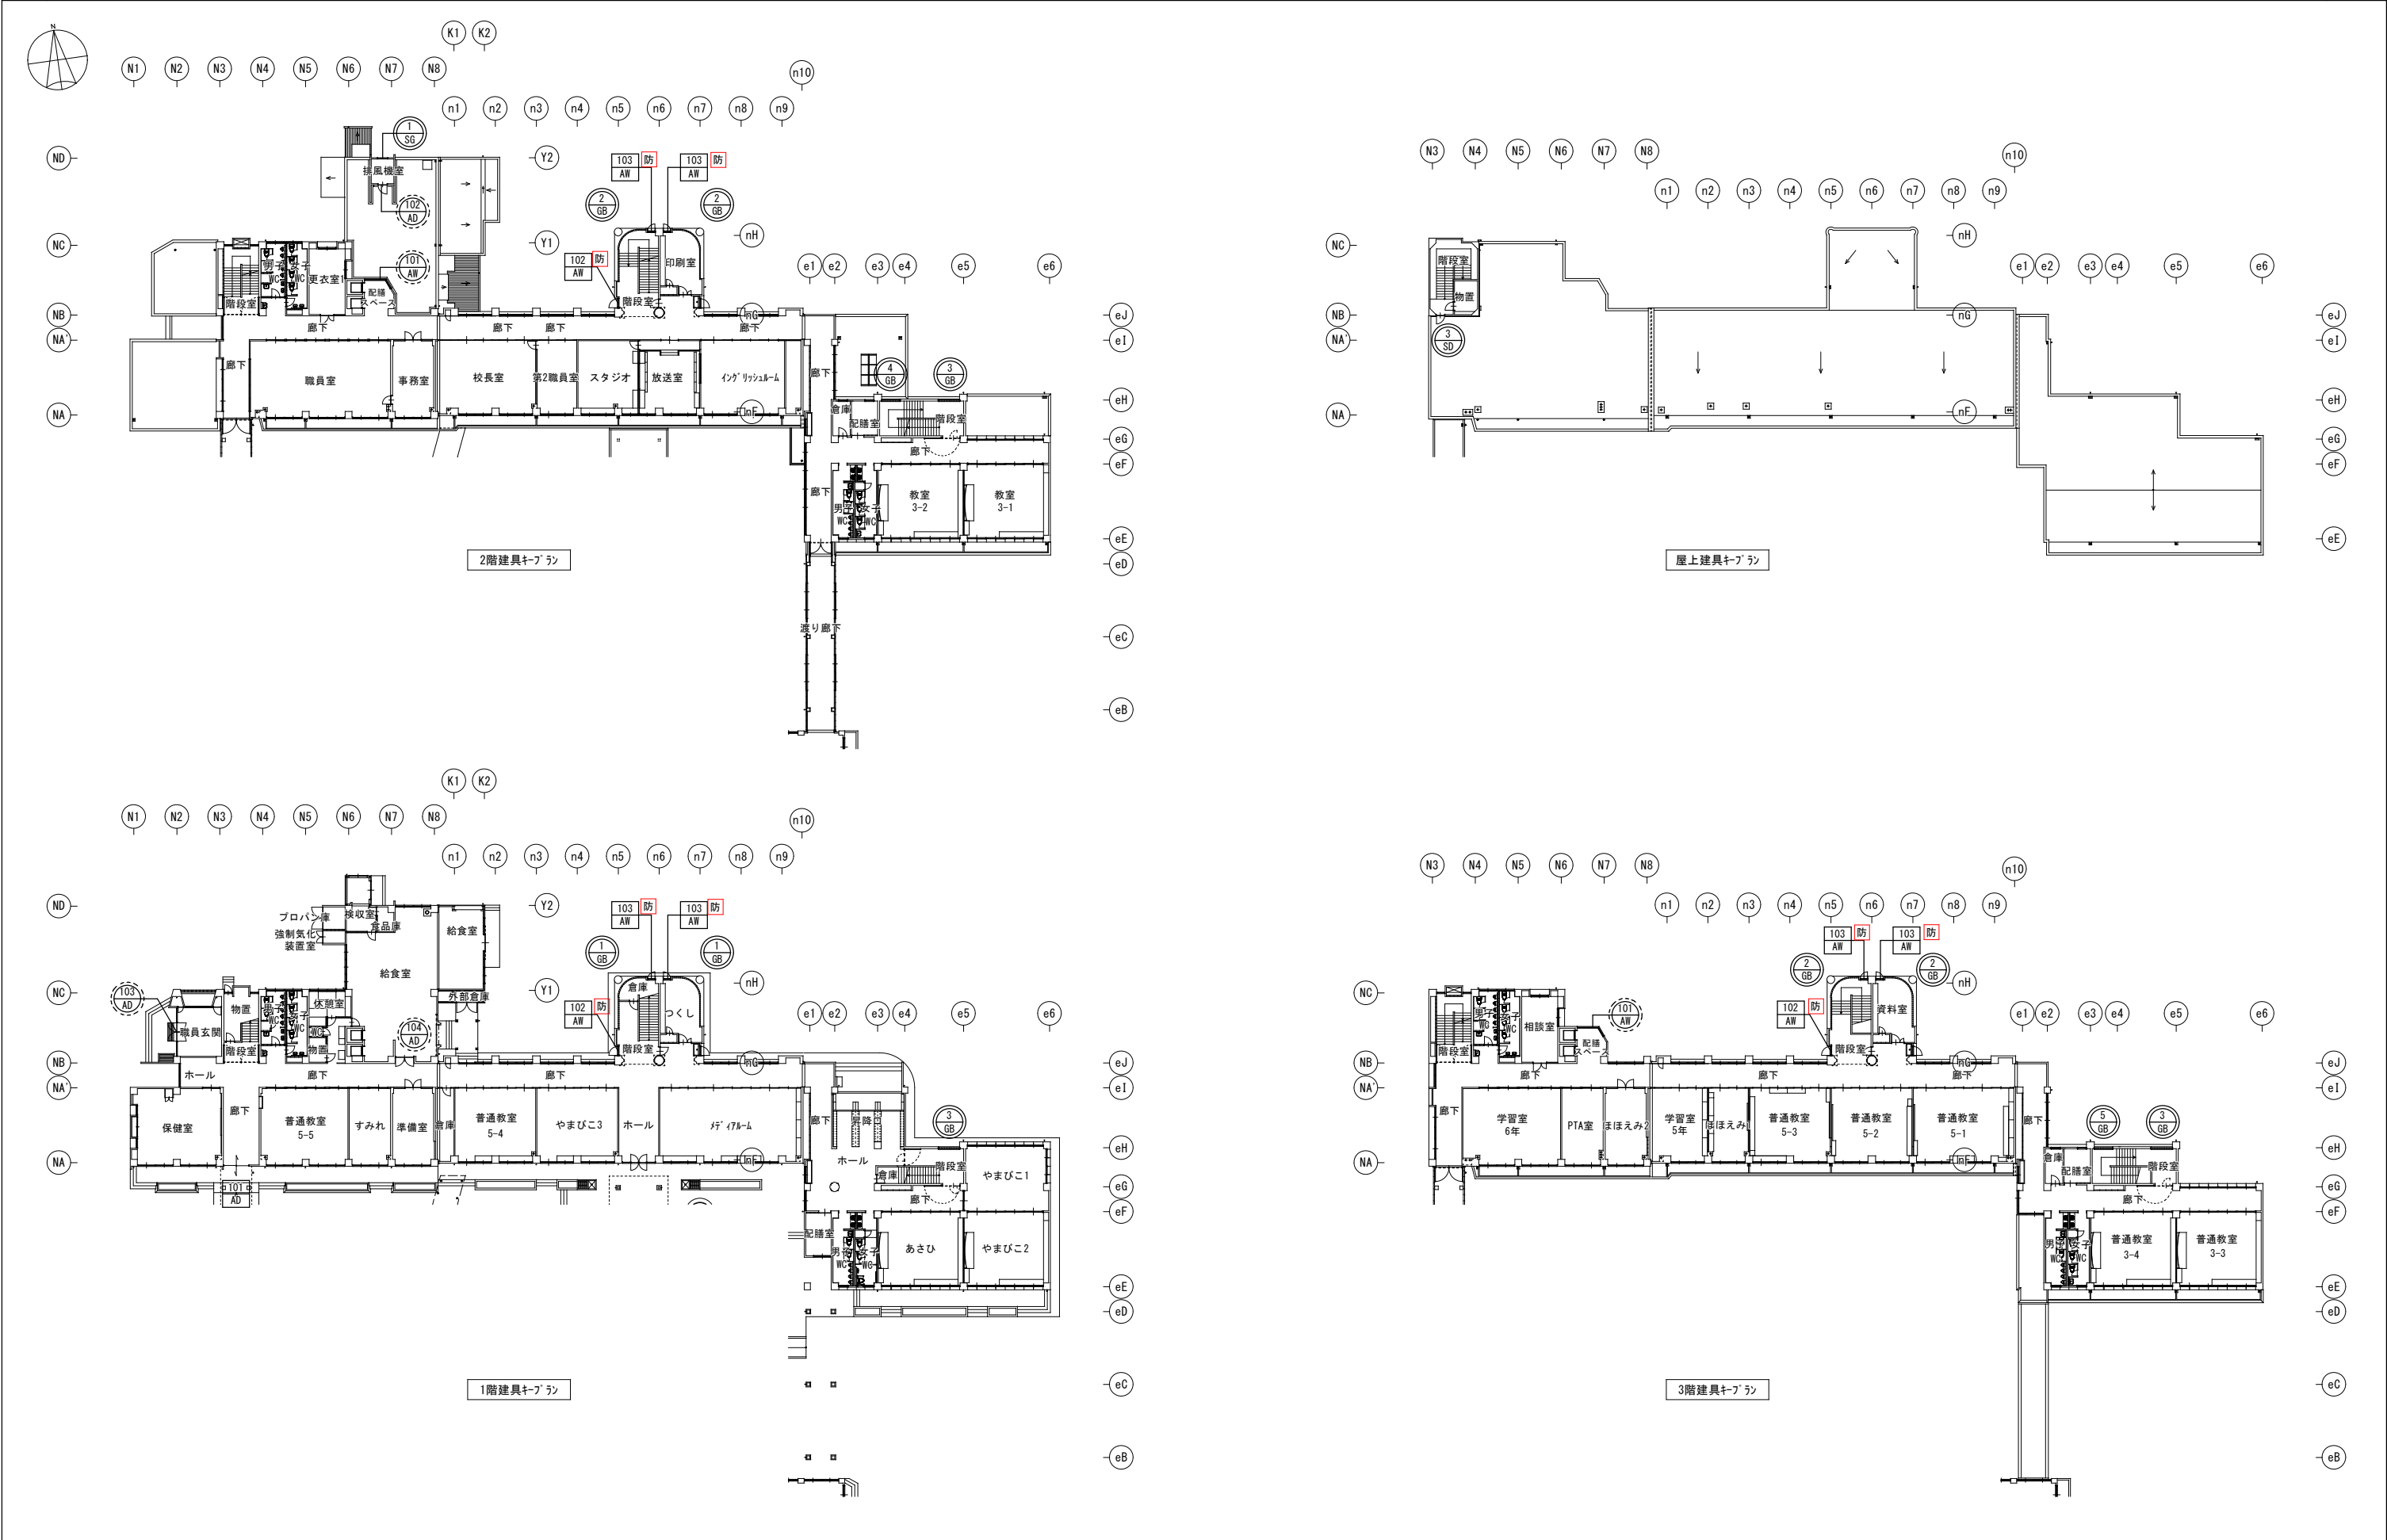 N
K1 K2
N1 N2 N3 N4 N5 N6 N7 N8
n10
n1 n2 n3 n4 n5 n6 n7 n8 n9
ND
Y2
1
SG
103 防
AW
103 防
AW
排風機室
102
AD
2
GB
2
GB
NC
Y1
nH
102 防
AW
101
AW
男子
WC
女子
WC
更衣室1
配膳
スペース
印刷室
階段室
階段室
e1 e2 e3 e4 e5 e6
NB
NA'
NA
廊下
廊下
廊下
廊下
nG
eJ
eI
廊下
職員室
事務室
校長室
第2職員室
スタジオ
放送室
イングリッシュルーム
nF
廊下
4
GB
3
GB
倉庫
配膳室
階段室
廊下
eH
eG
eF
廊下
男子
WC
女子
WC
教室
3-2
教室
3-1
eE
eD
2階建具キープラン
渡り廊下
eC
eB
N3 N4 N5 N6 N7 N8
n10
n1 n2 n3 n4 n5 n6 n7 n8 n9
NC
nH
階段室
物置
e1 e2 e3 e4 e5 e6
NB
NA'
NA
3
SD
nG
nF
eJ
eI
eH
eG
eF
eE
屋上建具キープラン
K1 K2
N1 N2 N3 N4 N5 N6 N7 N8
n10
n1 n2 n3 n4 n5 n6 n7 n8 n9
ND
Y2
プロパン庫
検収室
食品庫
強制気化
装置室
給食室
給食室
103 防
AW
103 防
AW
1
GB
1
GB
NC
Y1
nH
103
AD
職員玄関
物置
男子
WC
女子
WC
休憩室
WC
物置
104
AD
外部倉庫
102 防
AW
倉庫
つくし
階段室
階段室
e1 e2 e3 e4 e5 e6
NB
NA'
NA
ホール
廊下
廊下
nG
eJ
eI
保健室
廊下
普通教室
5-5
すみれ
準備室
倉庫
普通教室
5-4
やまびこ3
ホール
メディアルーム
nF
廊下
昇降
ホール
3
GB
101
AD
倉庫
階段室
廊下
やまびこ1
eH
eG
eF
配膳室
男子
WC
女子
WC
あさひ
やまびこ2
eE
eD
1階建具キープラン
eC
eB
N3 N4 N5 N6 N7 N8
n10
n1 n2 n3 n4 n5 n6 n7 n8 n9
103 防
AW
103 防
AW
2
GB
2
GB
NC
nH
102 防
AW
101
AW
男子
WC
女子
WC
相談室
配膳
スペース
資料室
階段室
階段室
e1 e2 e3 e4 e5 e6
NB
NA'
NA
廊下
廊下
廊下
nG
eJ
eI
廊下
学習室
6年
PTA室
ほほえみ2
学習室
5年
ほほえみ1
普通教室
5-3
普通教室
5-2
普通教室
5-1
nF
廊下
5
GB
3
GB
倉庫
配膳室
階段室
廊下
eH
eG
eF
男子
WC
女子
WC
普通教室
3-4
普通教室
3-3
eE
eD
3階建具キープラン
eC
eB